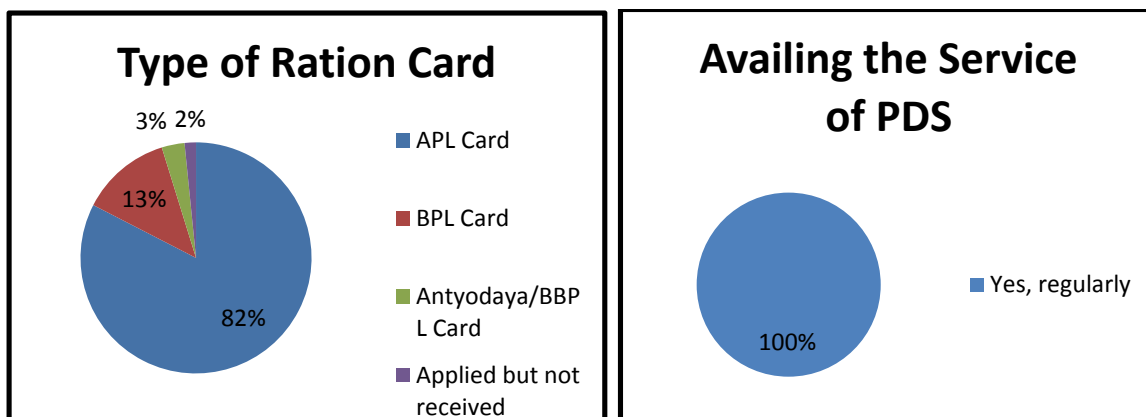 Type of Ration Card
3%
2%
13%
82%
APL Card
BPL Card
Antyodaya/BBP
L Card
Applied but not
received
Availing the Service
of PDS
100%
Yes, regularly